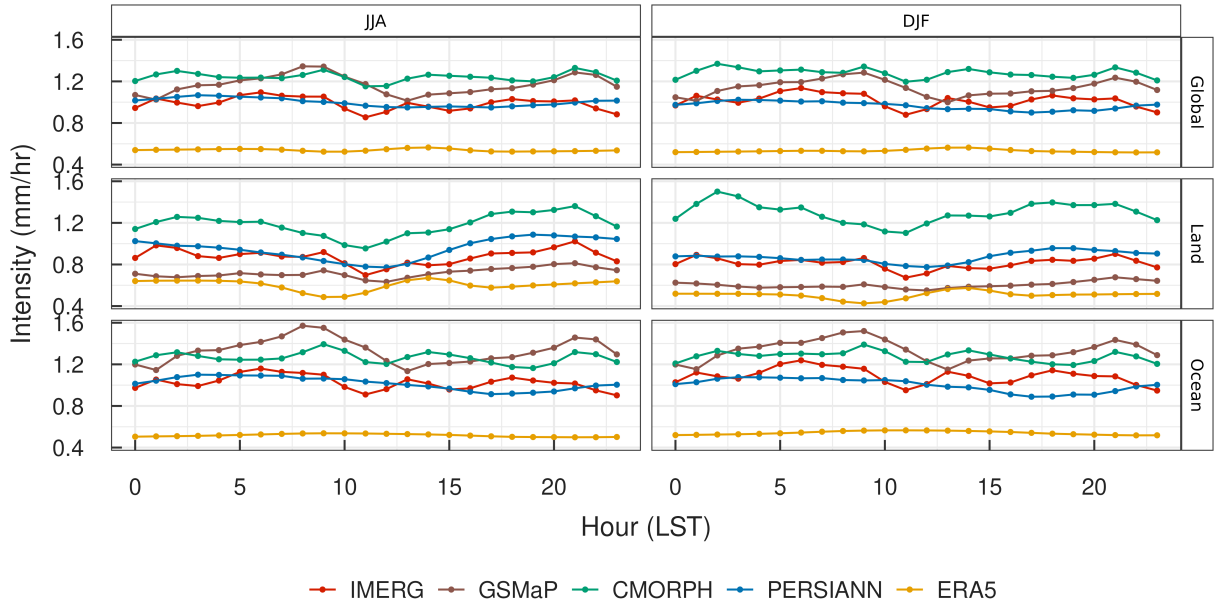 JJA DJF
1.6
1.2
0.8
0.4
Global
1.6
1.2
0.8
0.4
Land
1.6
1.2
0.8
0.4
Ocean
Intensity (mm/hr)
0 5 10 15 20 0 5 10 15 20
Hour (LST)
IMERG GSMaP CMORPH PERSIANN ERA5